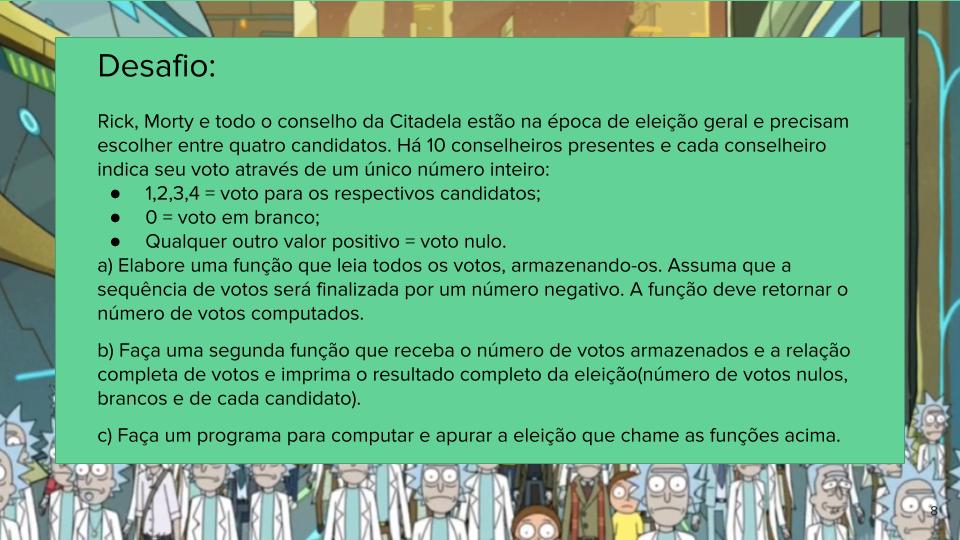 Desafio:
Rick, Morty e todo o conselho da Citadela estão na época de eleição geral e precisam
escolher entre quatro candidatos. Há 10 conselheiros presentes e cada conselheiro
indica seu voto através de um único número inteiro:
● 1,2,3,4 = voto para os respectivos candidatos;
● 0 = voto em branco;
● Qualquer outro valor positivo = voto nulo.
a) Elabore uma função que leia todos os votos, armazenando-os. Assuma que a
sequência de votos será finalizada por um número negativo. A função deve retornar o
número de votos computados.
b) Faça uma segunda função que receba o número de votos armazenados e a relação
completa de votos e imprima o resultado completo da eleição(número de votos nulos,
brancos e de cada candidato).
c) Faça um programa para computar e apurar a eleição que chame as funções acima.
8